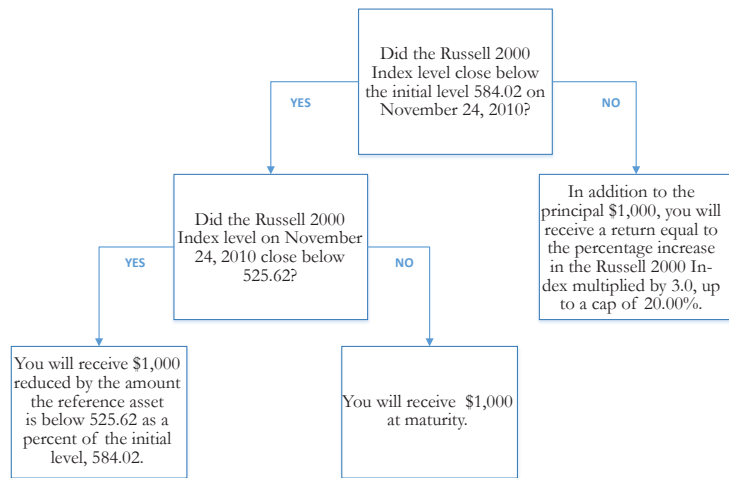 Did the Russell 2000
Index level close below
the initial level 584.02 on
November 24, 2010?
YES
NO
Did the Russell 2000
Index level on November
24, 2010 close below
525.62?
In addition to the
principal $1,000, you will
receive a return equal to
the percentage increase
in the Russell 2000 In-
dex multiplied by 3.0, up
to a cap of 20.00%.
YES
NO
You will receive $1,000
reduced by the amount
the reference asset
is below 525.62 as a
percent of the initial
level, 584.02.
You will receive $1,000
at maturity.